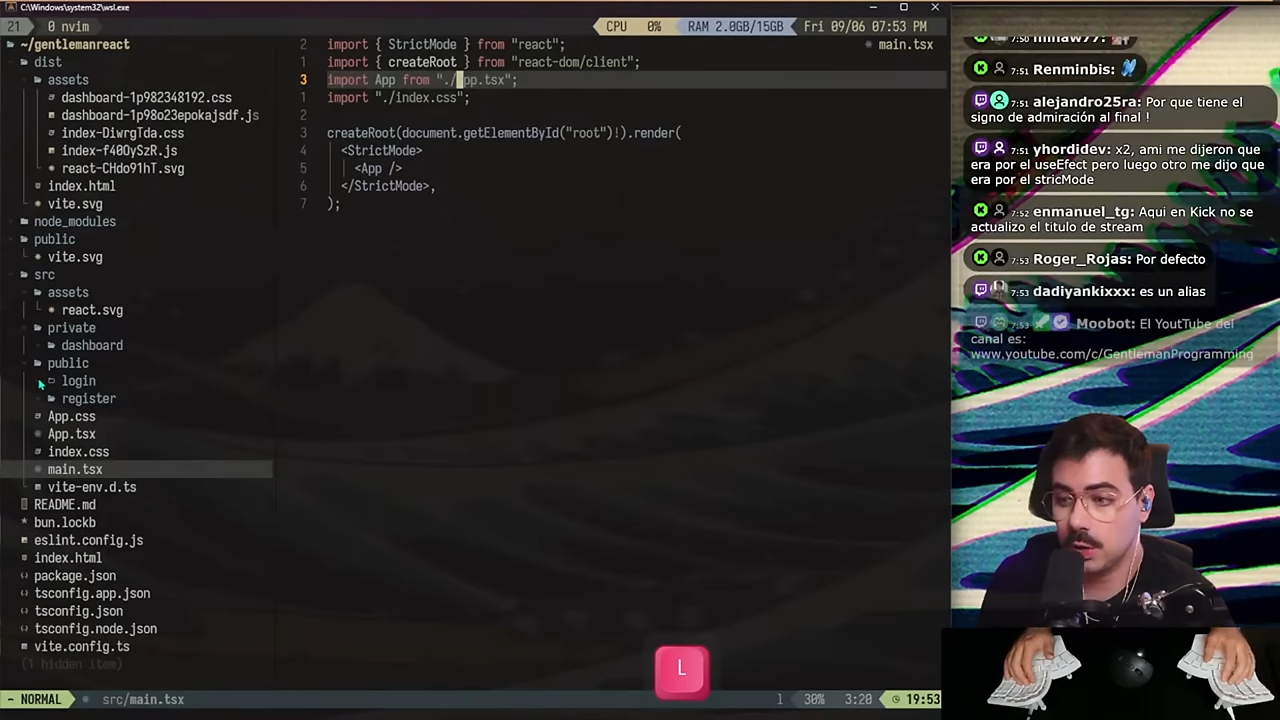 C:\Windows\system32\wsl.exe
21 0 nvim CPU 0% RAM 2.0GB/15GB Fri 09/06 07:53 PM
~/gentlemanreact
dist
assets
dashboard-1p982348192.css
dashboard-1p98o23epokajsdf.js
index-DiwrgTda.css
index-f40OySzR.js
react-CHdo91hT.svg
index.html
vite.svg
node_modules
public
vite.svg
src
assets
react.svg
private
dashboard
public
login
register
App.css
App.tsx
index.css
main.tsx
vite-env.d.ts
README.md
bun.lockb
eslint.config.js
index.html
package.json
tsconfig.app.json
tsconfig.json
tsconfig.node.json
vite.config.ts
(1 hidden item)
main.tsx
2 import { StrictMode } from "react";
1 import { createRoot } from "react-dom/client";
3 import App from "./App.tsx";
1 import "./index.css";
2
3 createRoot(document.getElementById("root")!).render(
4 <StrictMode>
5 <App />
6 </StrictMode>,
7 );
L
- NORMAL src/main.tsx 1 30% 3:20 19:53
7:50 minaw77:
7:51 Renminbis:
7:51 alejandro25ra: Por que tiene el
signo de admiración al final !
7:51 yhordidev: x2, ami me dijeron que
era por el useEfect pero luego otro me dijo que
era por el stricMode
7:52 enmanuel_tg: Aqui en Kick no se
actualizo el titulo de stream
7:53 Roger_Rojas: Por defecto
7:53 dadiyankixxx: es un alias
7:53 Moobot: El YouTube del
canal es:
www.youtube.com/c/GentlemanProgramming